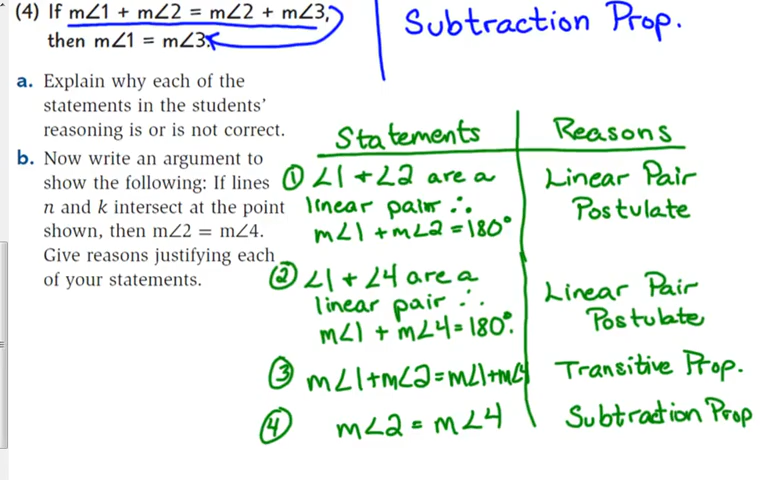 (4) If m∠1 + m∠2 = m∠2 + m∠3,
then m∠1 = m∠3.
Subtraction Prop.
a. Explain why each of the
statements in the students'
reasoning is or is not correct.
b. Now write an argument to
show the following: If lines
n and k intersect at the point
shown, then m∠2 = m∠4.
Give reasons justifying each
of your statements.
Statements
Reasons
① ∠1 + ∠2 are a
linear pair ∴
m∠1 + m∠2 = 180°
Linear Pair
Postulate
② ∠1 + ∠4 are a
linear pair ∴
m∠1 + m∠4 = 180°.
Linear Pair
Postulate
③ m∠1+m∠2=m∠1+m∠4
Transitive Prop.
④ m∠2 = m∠4
Subtraction Prop